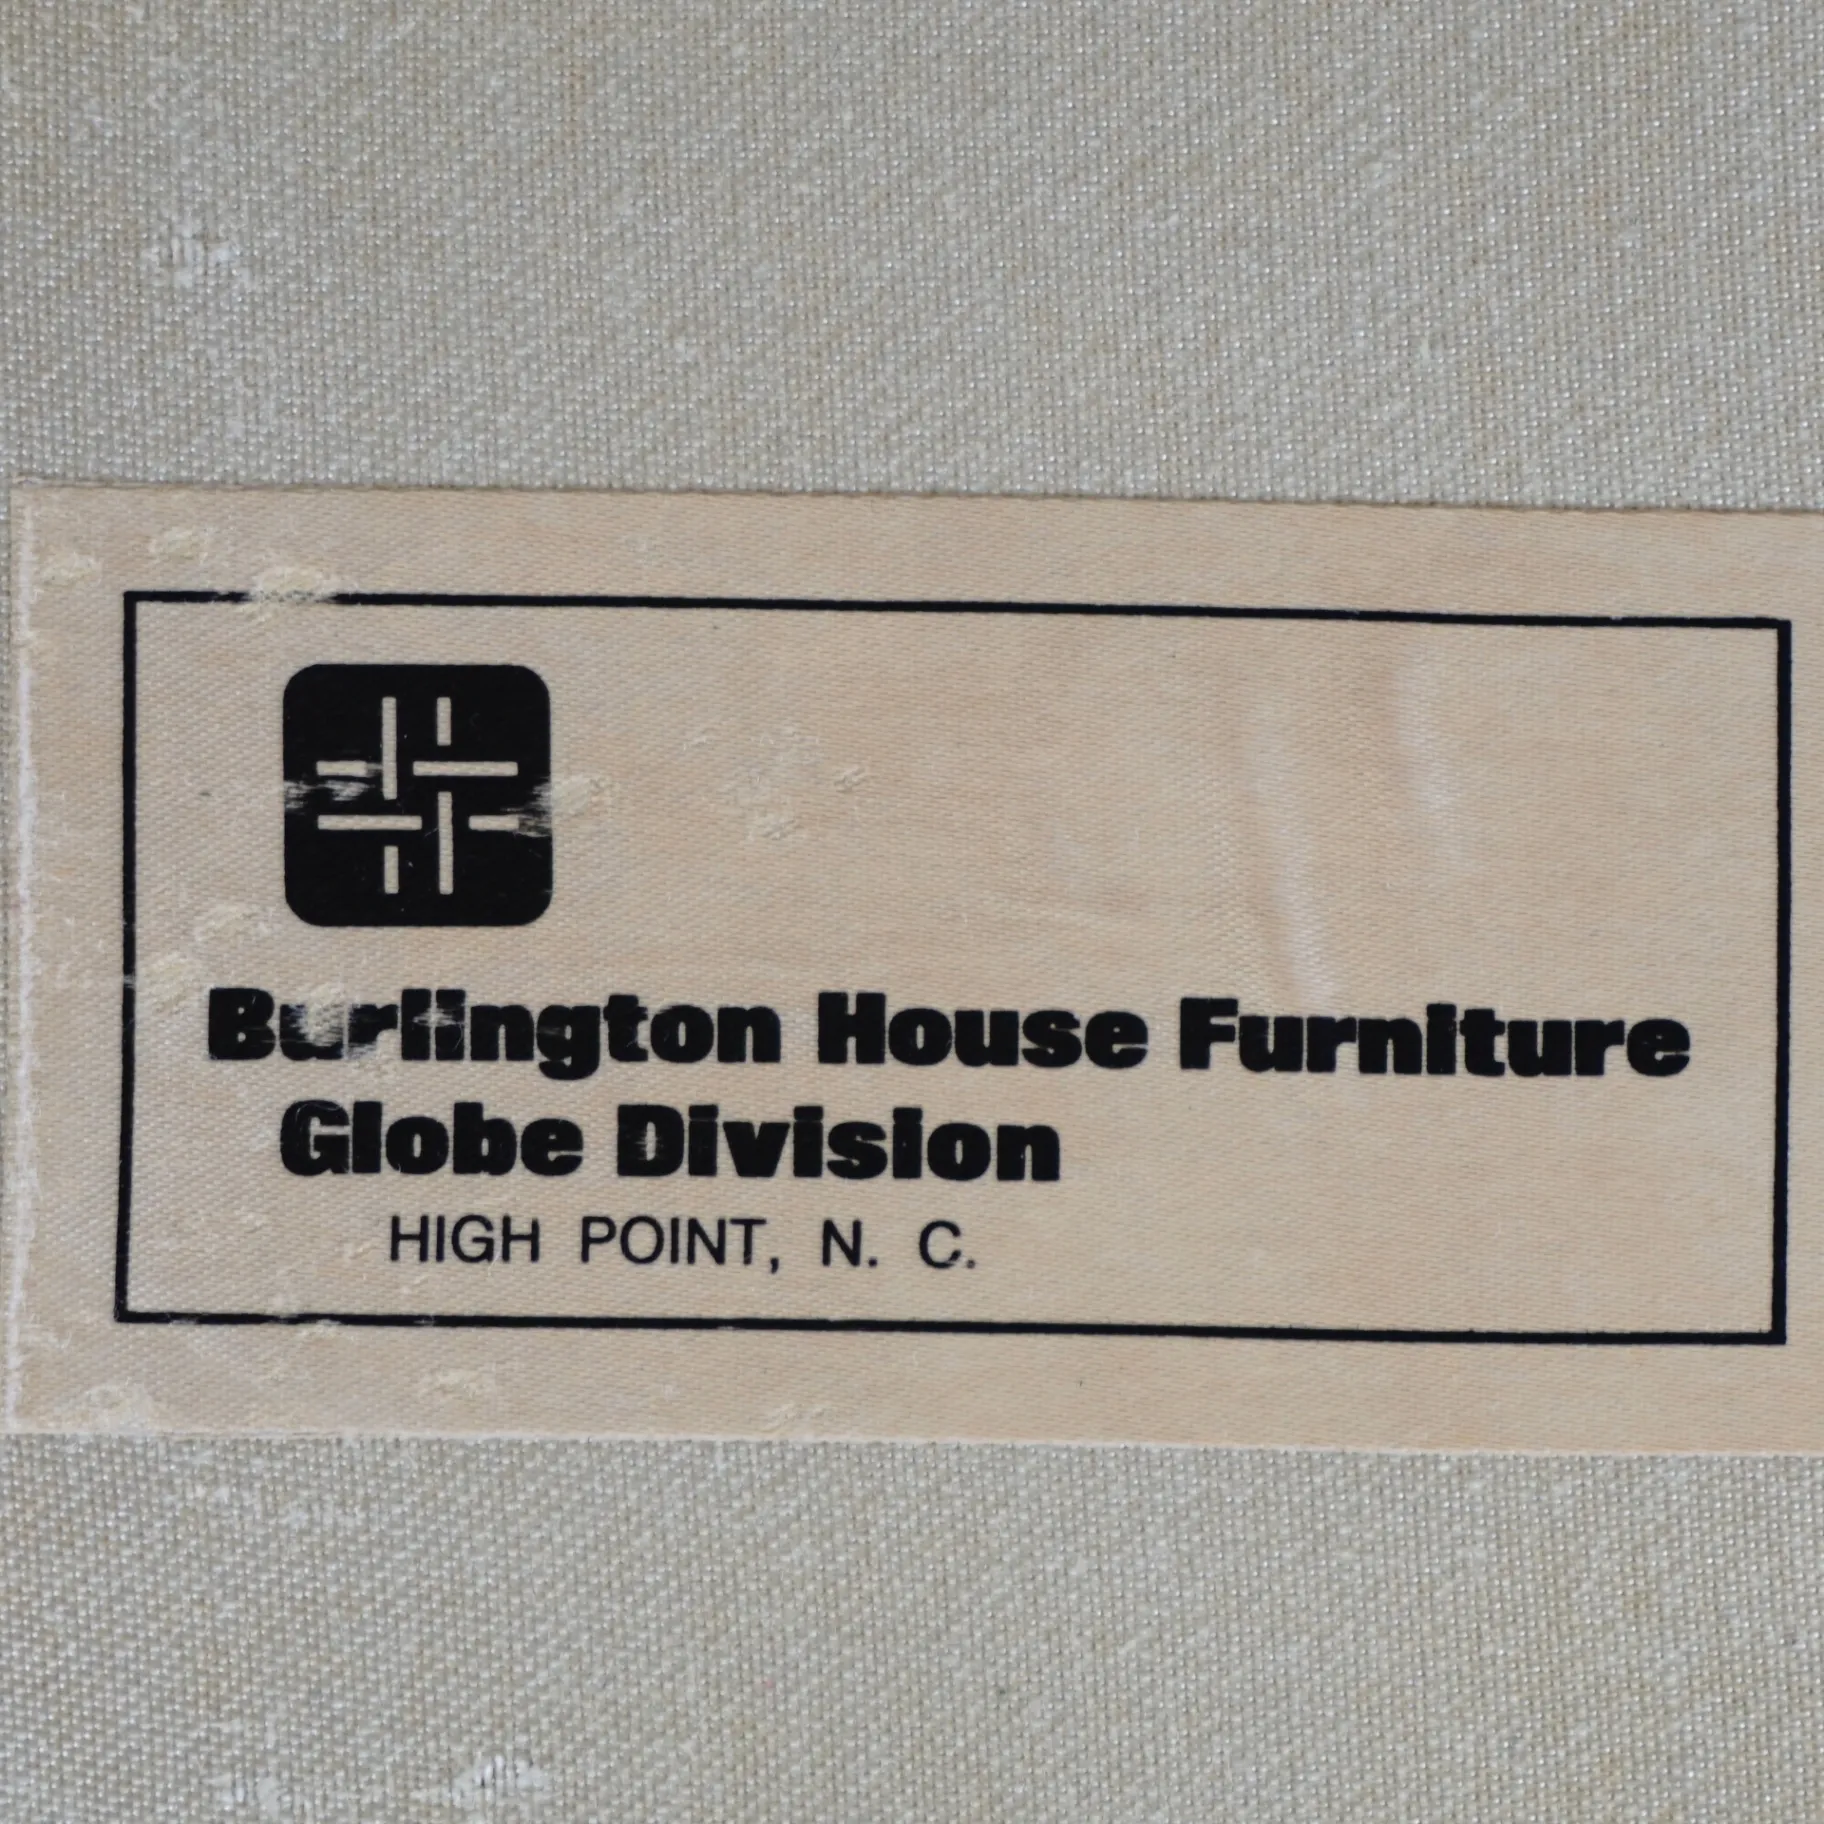 Burlington House Furniture
Globe Division
HIGH POINT, N. C.